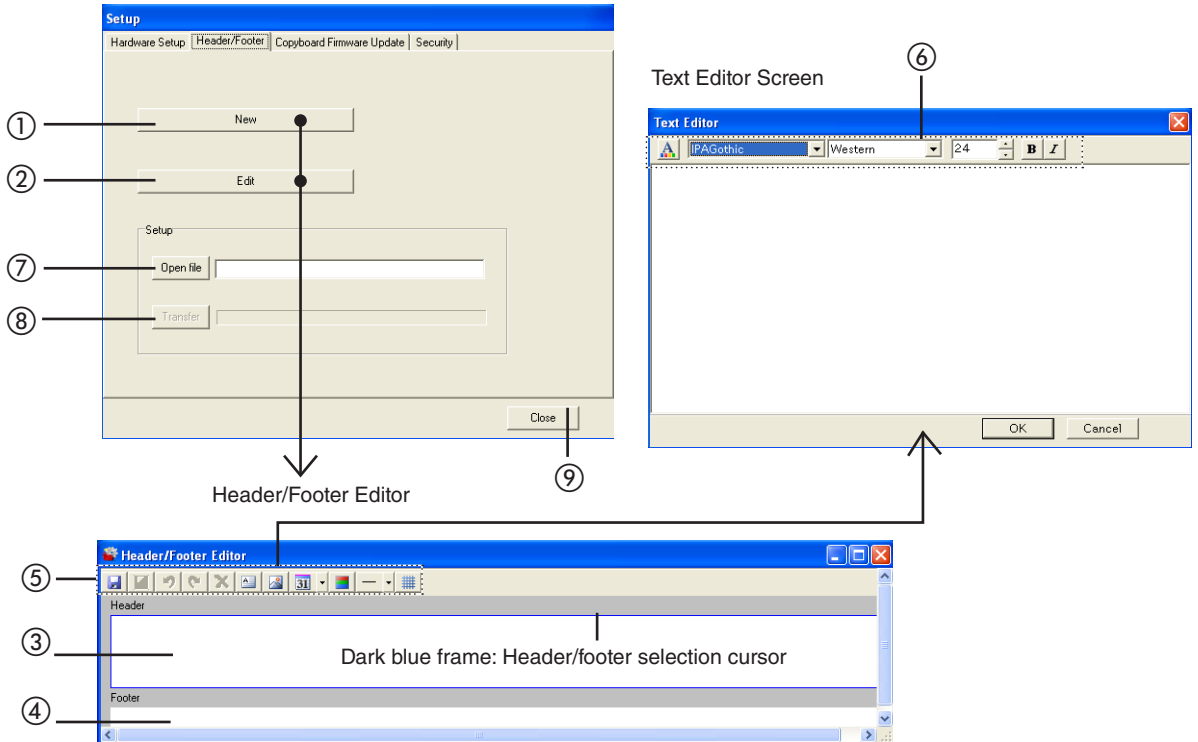 Setup
Hardware Setup Header/Footer Copyboard Firmware Update Security
① New
② Edit
Setup
⑦ Open file
⑧ Transfer
Close
⑨
Header/Footer Editor
⑥
Text Editor Screen
Text Editor
A IPAGothic Western 24 B I
OK Cancel
Header/Footer Editor
⑤ A 31
Header
③ Dark blue frame: Header/footer selection cursor
Footer
④